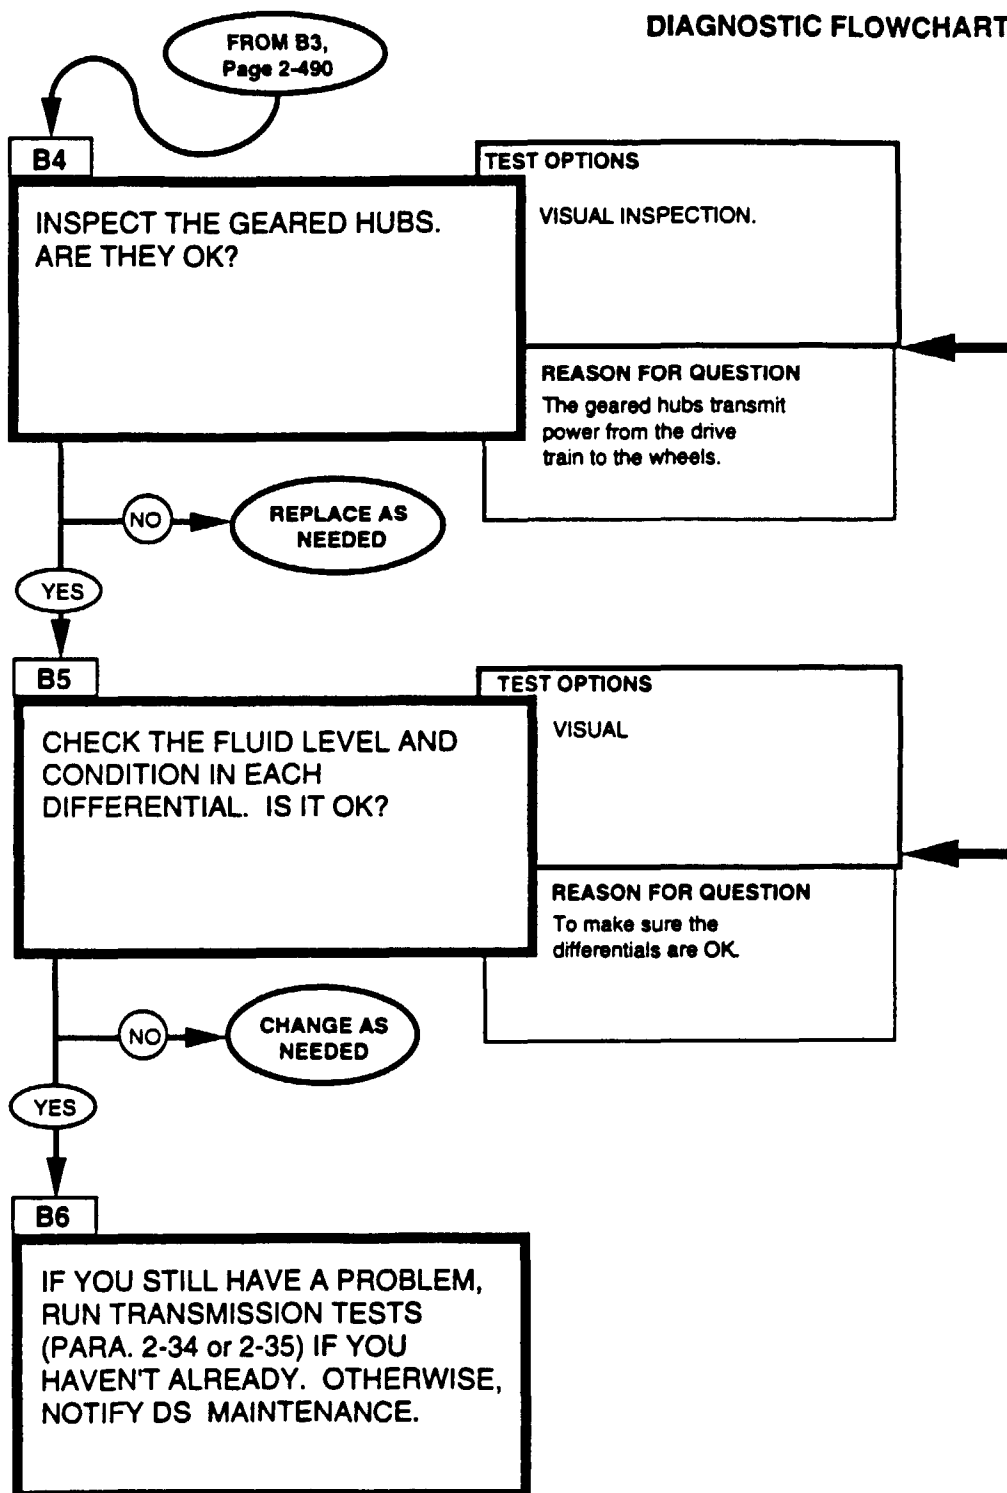 DIAGNOSTIC FLOWCHART
FROM B3,
Page 2-490
B4
INSPECT THE GEARED HUBS.
ARE THEY OK?
TEST OPTIONS
VISUAL INSPECTION.
REASON FOR QUESTION
The geared hubs transmit
power from the drive
train to the wheels.
NO
REPLACE AS
NEEDED
YES
B5
CHECK THE FLUID LEVEL AND
CONDITION IN EACH
DIFFERENTIAL. IS IT OK?
TEST OPTIONS
VISUAL
REASON FOR QUESTION
To make sure the
differentials are OK.
NO
CHANGE AS
NEEDED
YES
B6
IF YOU STILL HAVE A PROBLEM,
RUN TRANSMISSION TESTS
(PARA. 2-34 or 2-35) IF YOU
HAVEN'T ALREADY. OTHERWISE,
NOTIFY DS MAINTENANCE.